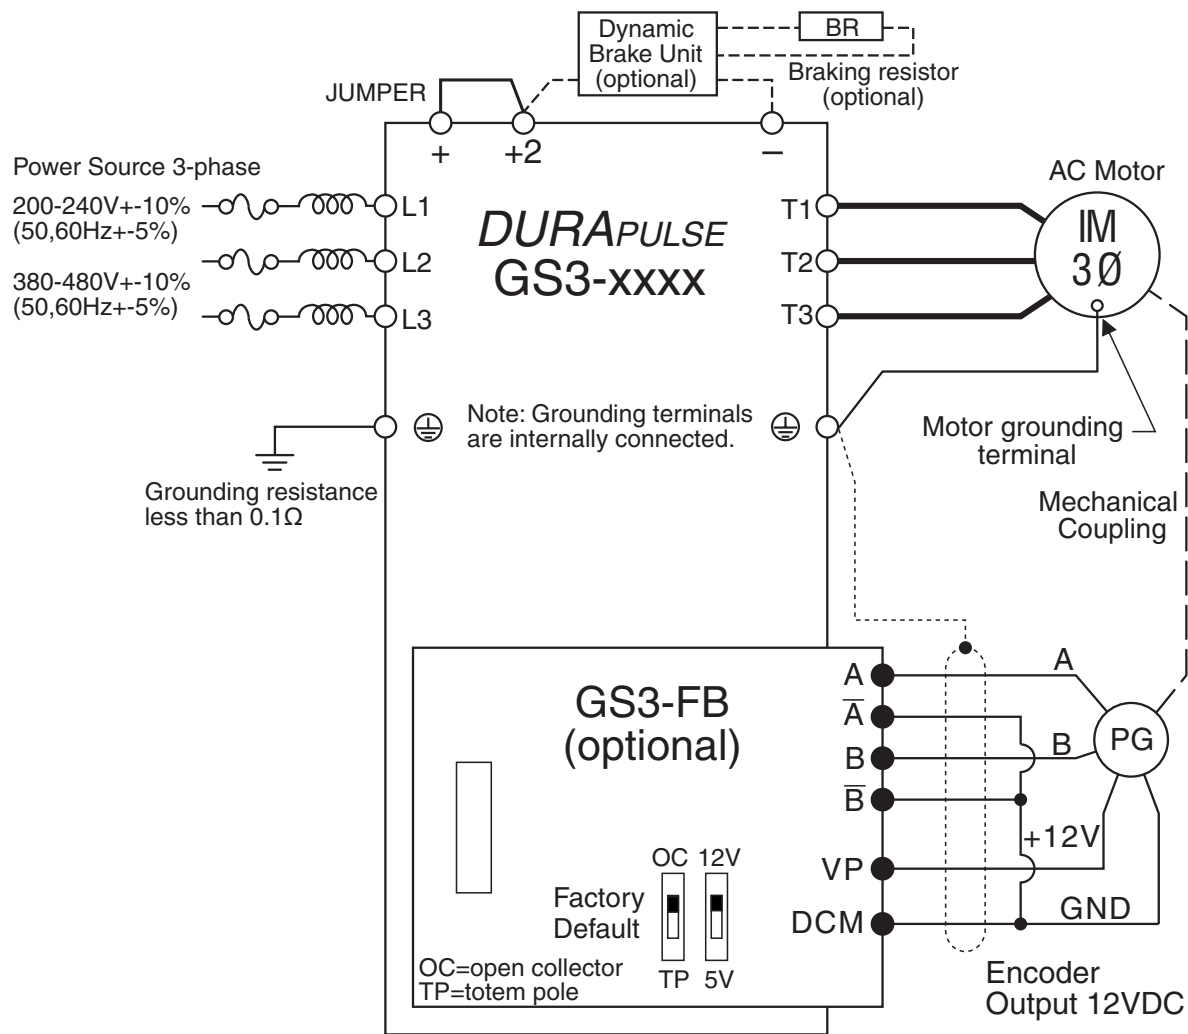 Dynamic
Brake Unit
(optional)
BR
Braking resistor
(optional)
JUMPER
+
+2
–
Power Source 3-phase
200-240V+-10%
(50,60Hz+-5%)
380-480V+-10%
(50,60Hz+-5%)
L1
L2
L3
DURAPULSE
GS3-xxxx
T1
T2
T3
AC Motor
IM
3Ø
Note: Grounding terminals
are internally connected.
Grounding resistance
less than 0.1Ω
Motor grounding
terminal
Mechanical
Coupling
GS3-FB
(optional)
A
A̅
B
B̅
VP
DCM
A
B
PG
+12V
GND
OC 12V
Factory
Default
TP 5V
OC=open collector
TP=totem pole
Encoder
Output 12VDC